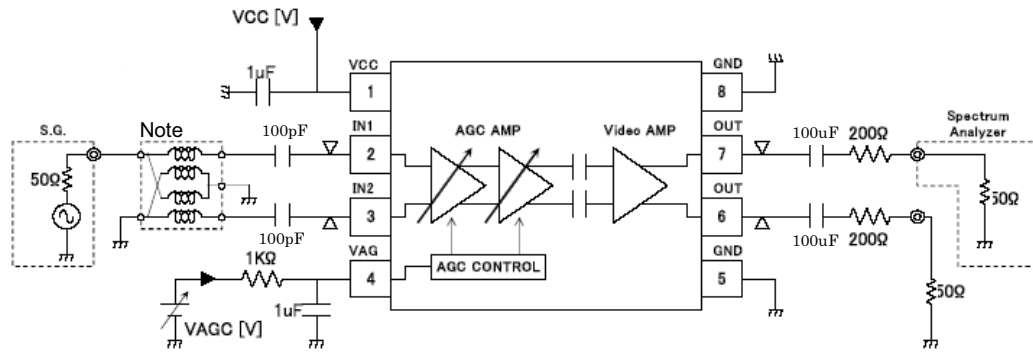 VCC [V]
1uF
VCC
1
GND
8
S.G.
Note
100pF
IN1
2
AGC AMP
Video AMP
OUT
7
100uF
200Ω
Spectrum
Analyzer
50Ω
50Ω
IN2
3
100pF
OUT
6
100uF
200Ω
1KΩ
VAG
4
AGC CONTROL
GND
5
50Ω
1uF
VAGC [V]